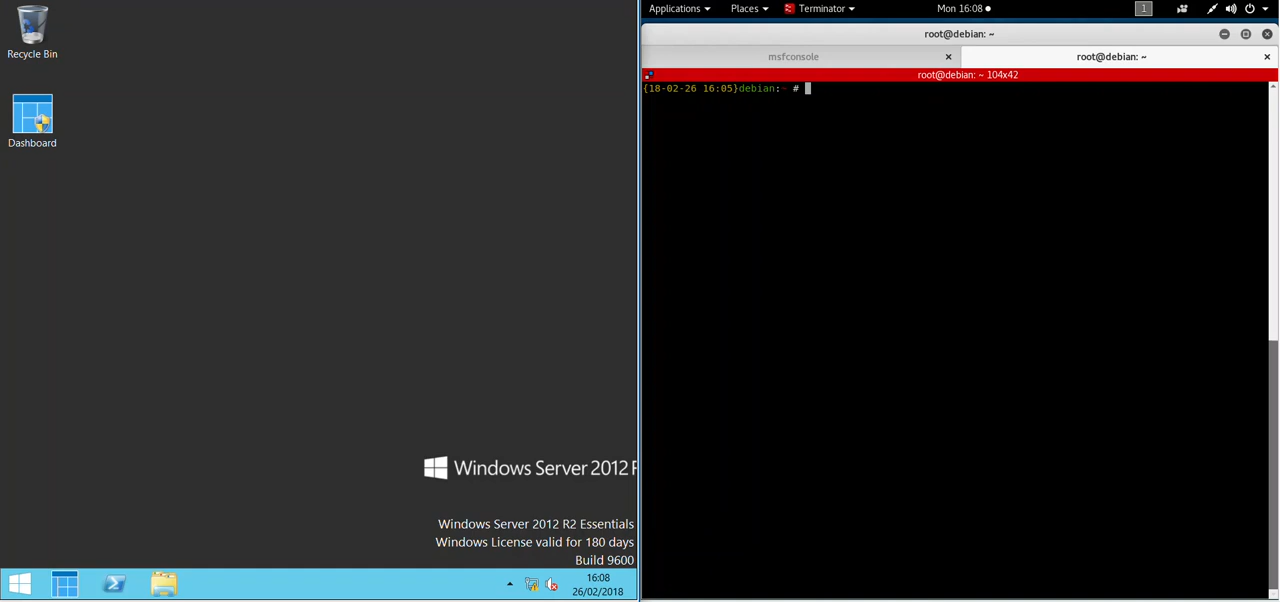 Recycle Bin
Dashboard
Windows Server 2012 R
Windows Server 2012 R2 Essentials
Windows License valid for 180 days
Build 9600
16:08
26/02/2018
Applications
Places
Terminator
Mon 16:08
1
root@debian: ~
msfconsole
root@debian: ~
root@debian: ~ 104x42
{18-02-26 16:05}debian:~ #